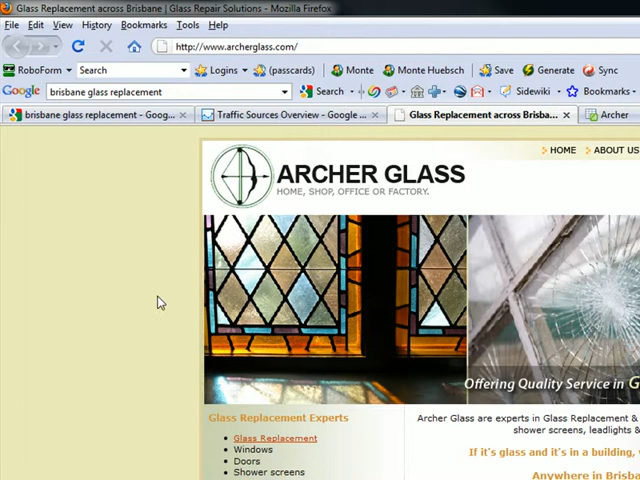 Glass Replacement across Brisbane | Glass Repair Solutions - Mozilla Firefox
File Edit View History Bookmarks Tools Help
http://www.archerglass.com/
RoboForm Search Logins (passcards) Monte Monte Huebsch Save Generate Sync
Google brisbane glass replacement Search Sidewiki Bookmarks
brisbane glass replacement - Goog... Traffic Sources Overview - Google ... Glass Replacement across Brisba... Archer
HOME ABOUT US
ARCHER GLASS
HOME, SHOP, OFFICE OR FACTORY.
Offering Quality Service in G
Glass Replacement Experts
Archer Glass are experts in Glass Replacement &
shower screens, leadlights &
Glass Replacement
Windows
If it's glass and it's in a building,
Doors
Shower screens
Anywhere in Brisba